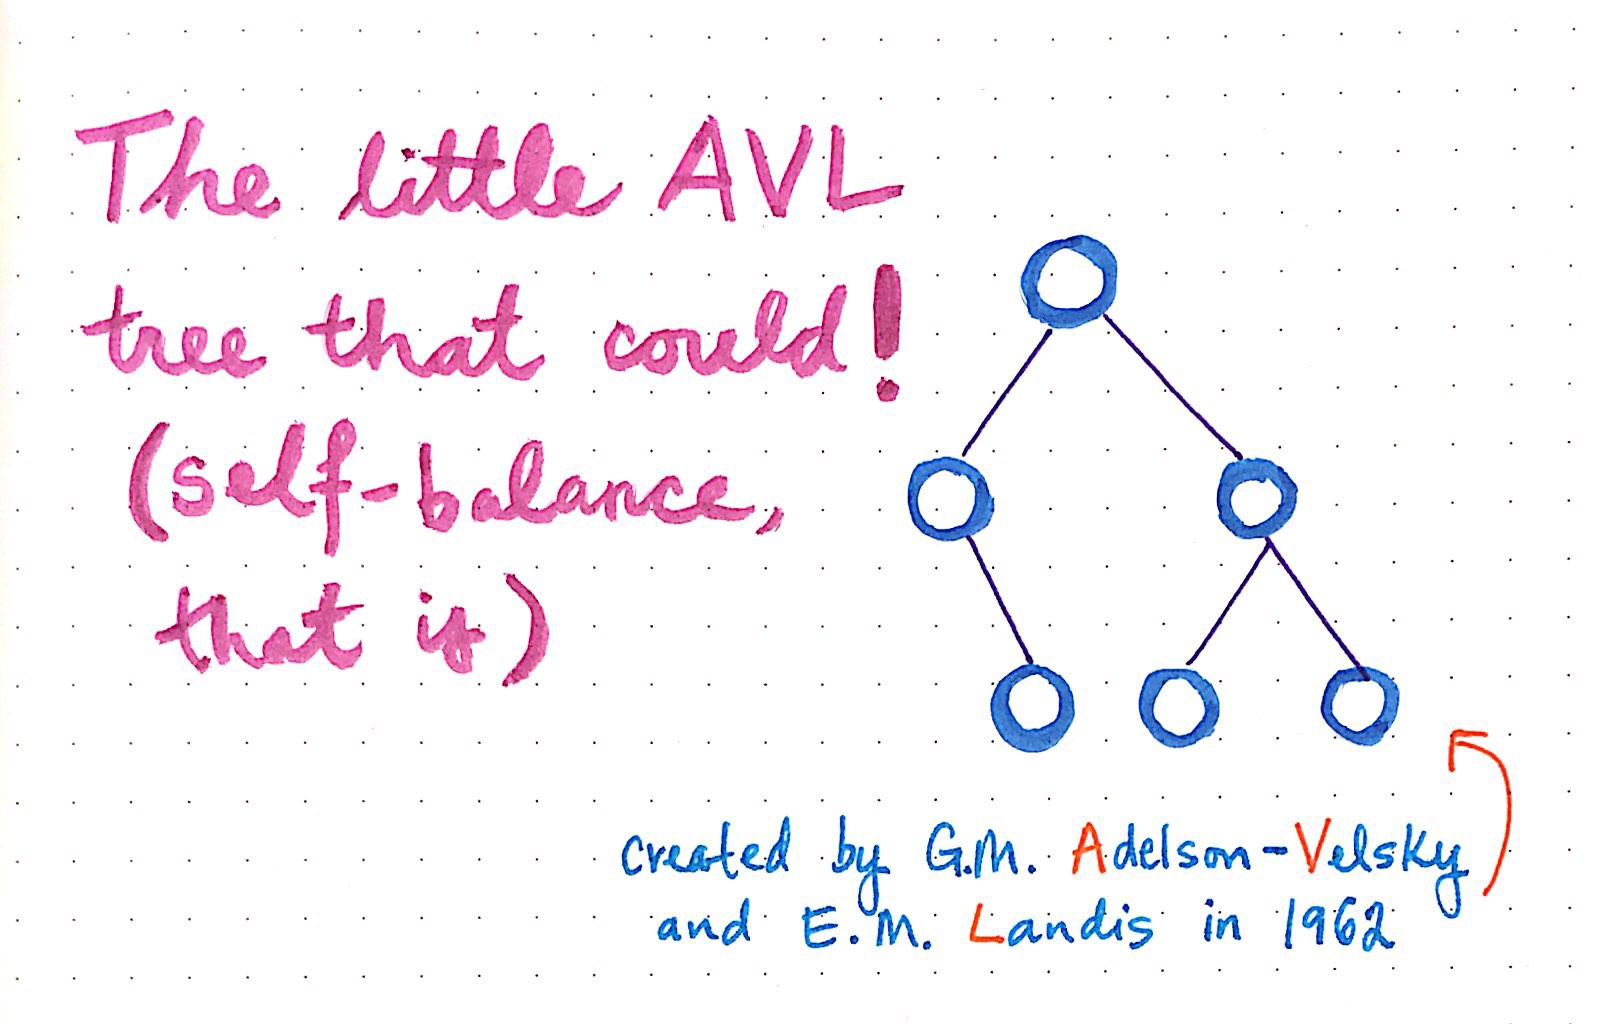 The little AVL
tree that could!
(self-balance,
that is)
created by G.M. Adelson-Velsky
and E.M. Landis in 1962